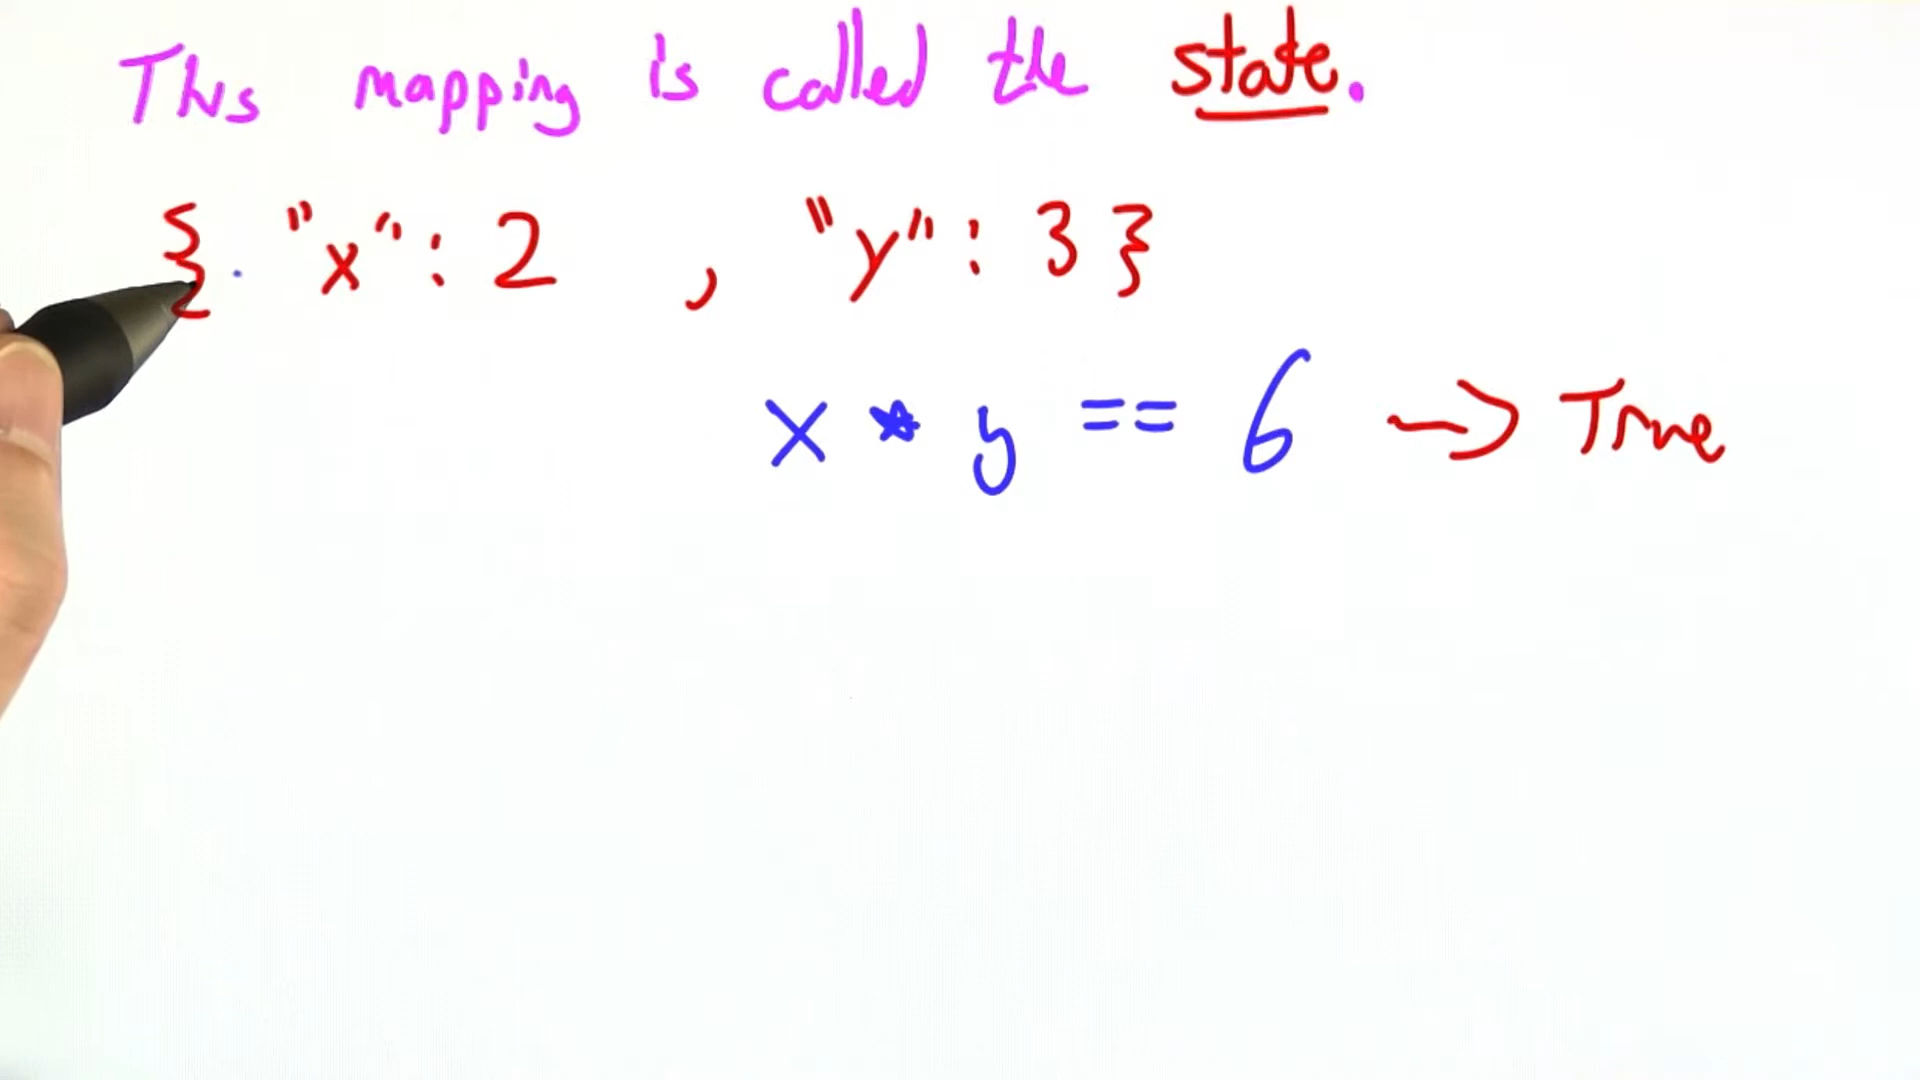 This mapping is called the state.
{ "x": 2 , "y": 3 }
x * y == 6 -> True